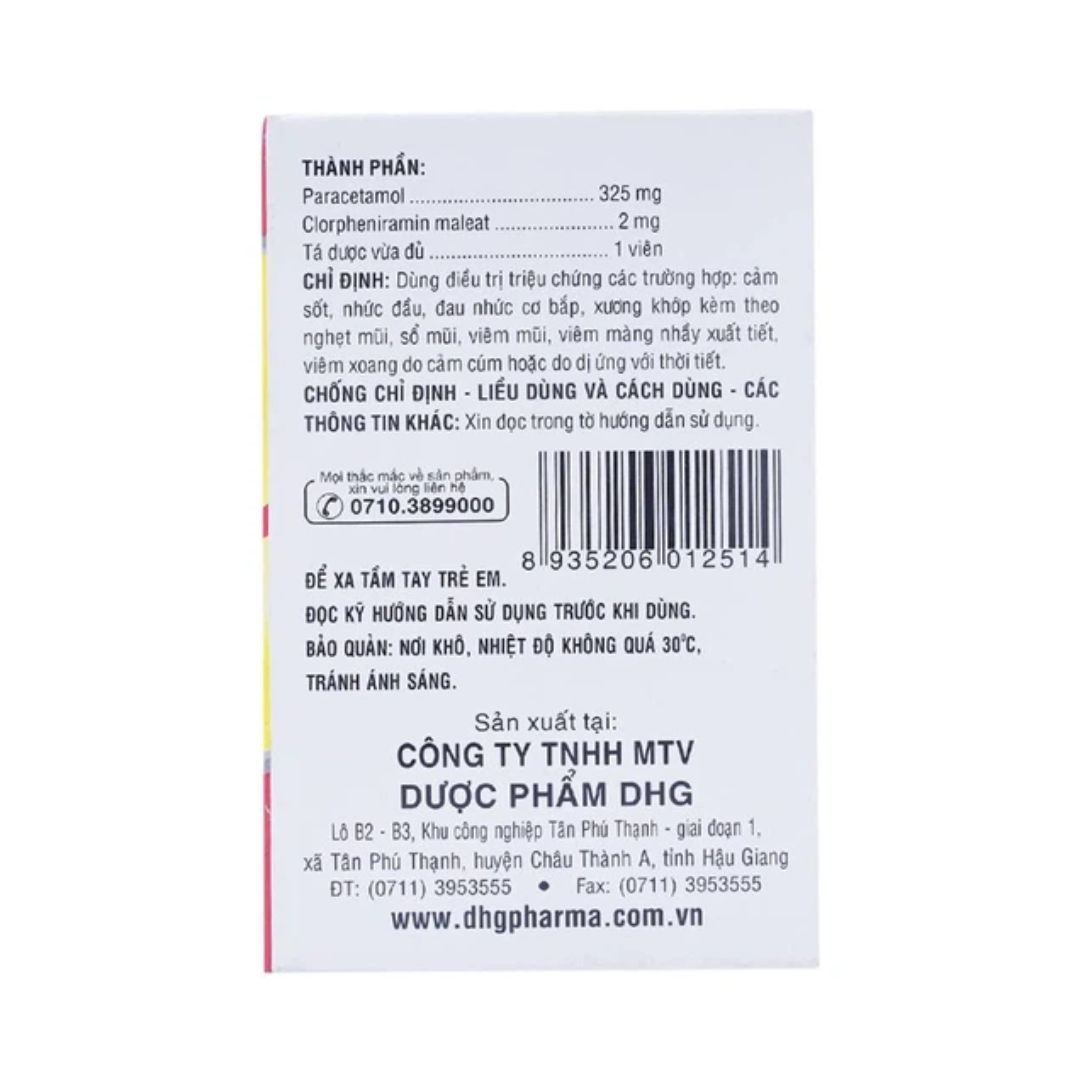 THÀNH PHẦN:
Paracetamol .................................. 325 mg
Clorpheniramin maleat ...................... 2 mg
Tá dược vừa đủ ................................. 1 viên
CHỈ ĐỊNH: Dùng điều trị triệu chứng các trường hợp: cảm
sốt, nhức đầu, đau nhức cơ bắp, xương khớp kèm theo
nghẹt mũi, sổ mũi, viêm mũi, viêm màng nhầy xuất tiết,
viêm xoang do cảm cúm hoặc do dị ứng với thời tiết.
CHỐNG CHỈ ĐỊNH - LIỀU DÙNG VÀ CÁCH DÙNG - CÁC
THÔNG TIN KHÁC: Xin đọc trong tờ hướng dẫn sử dụng.
Mọi thắc mắc về sản phẩm,
xin vui lòng liên hệ
0710.3899000
8 935206 012514
ĐỂ XA TẦM TAY TRẺ EM.
ĐỌC KỸ HƯỚNG DẪN SỬ DỤNG TRƯỚC KHI DÙNG.
BẢO QUẢN: NƠI KHÔ, NHIỆT ĐỘ KHÔNG QUÁ 30°C,
TRÁNH ÁNH SÁNG.
Sản xuất tại:
CÔNG TY TNHH MTV
DƯỢC PHẨM DHG
Lô B2 - B3, Khu công nghiệp Tân Phú Thạnh - giai đoạn 1,
xã Tân Phú Thạnh, huyện Châu Thành A, tỉnh Hậu Giang
ĐT: (0711) 3953555 • Fax: (0711) 3953555
www.dhgpharma.com.vn